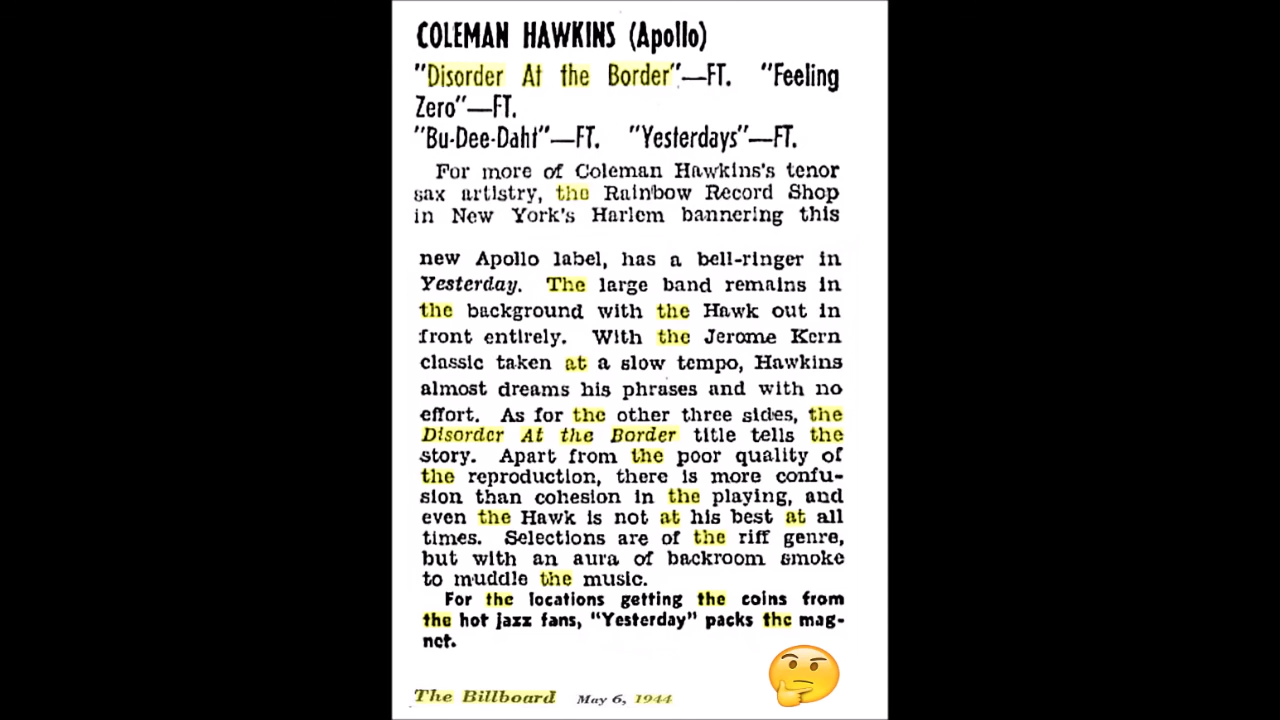 COLEMAN HAWKINS (Apollo)
"Disorder At the Border"—FT. "Feeling
Zero"—FT.
"Bu-Dee-Daht"—FT. "Yesterdays"—FT.
For more of Coleman Hawkins's tenor
sax artistry, the Rainbow Record Shop
in New York's Harlem bannering this
new Apollo label, has a bell-ringer in
Yesterday. The large band remains in
the background with the Hawk out in
front entirely. With the Jerome Kern
classic taken at a slow tempo, Hawkins
almost dreams his phrases and with no
effort. As for the other three sides, the
Disorder At the Border title tells the
story. Apart from the poor quality of
the reproduction, there is more confu-
sion than cohesion in the playing, and
even the Hawk is not at his best at all
times. Selections are of the riff genre,
but with an aura of backroom smoke
to muddle the music.
For the locations getting the coins from
the hot jazz fans, "Yesterday" packs the mag-
net.
The Billboard May 6, 1944